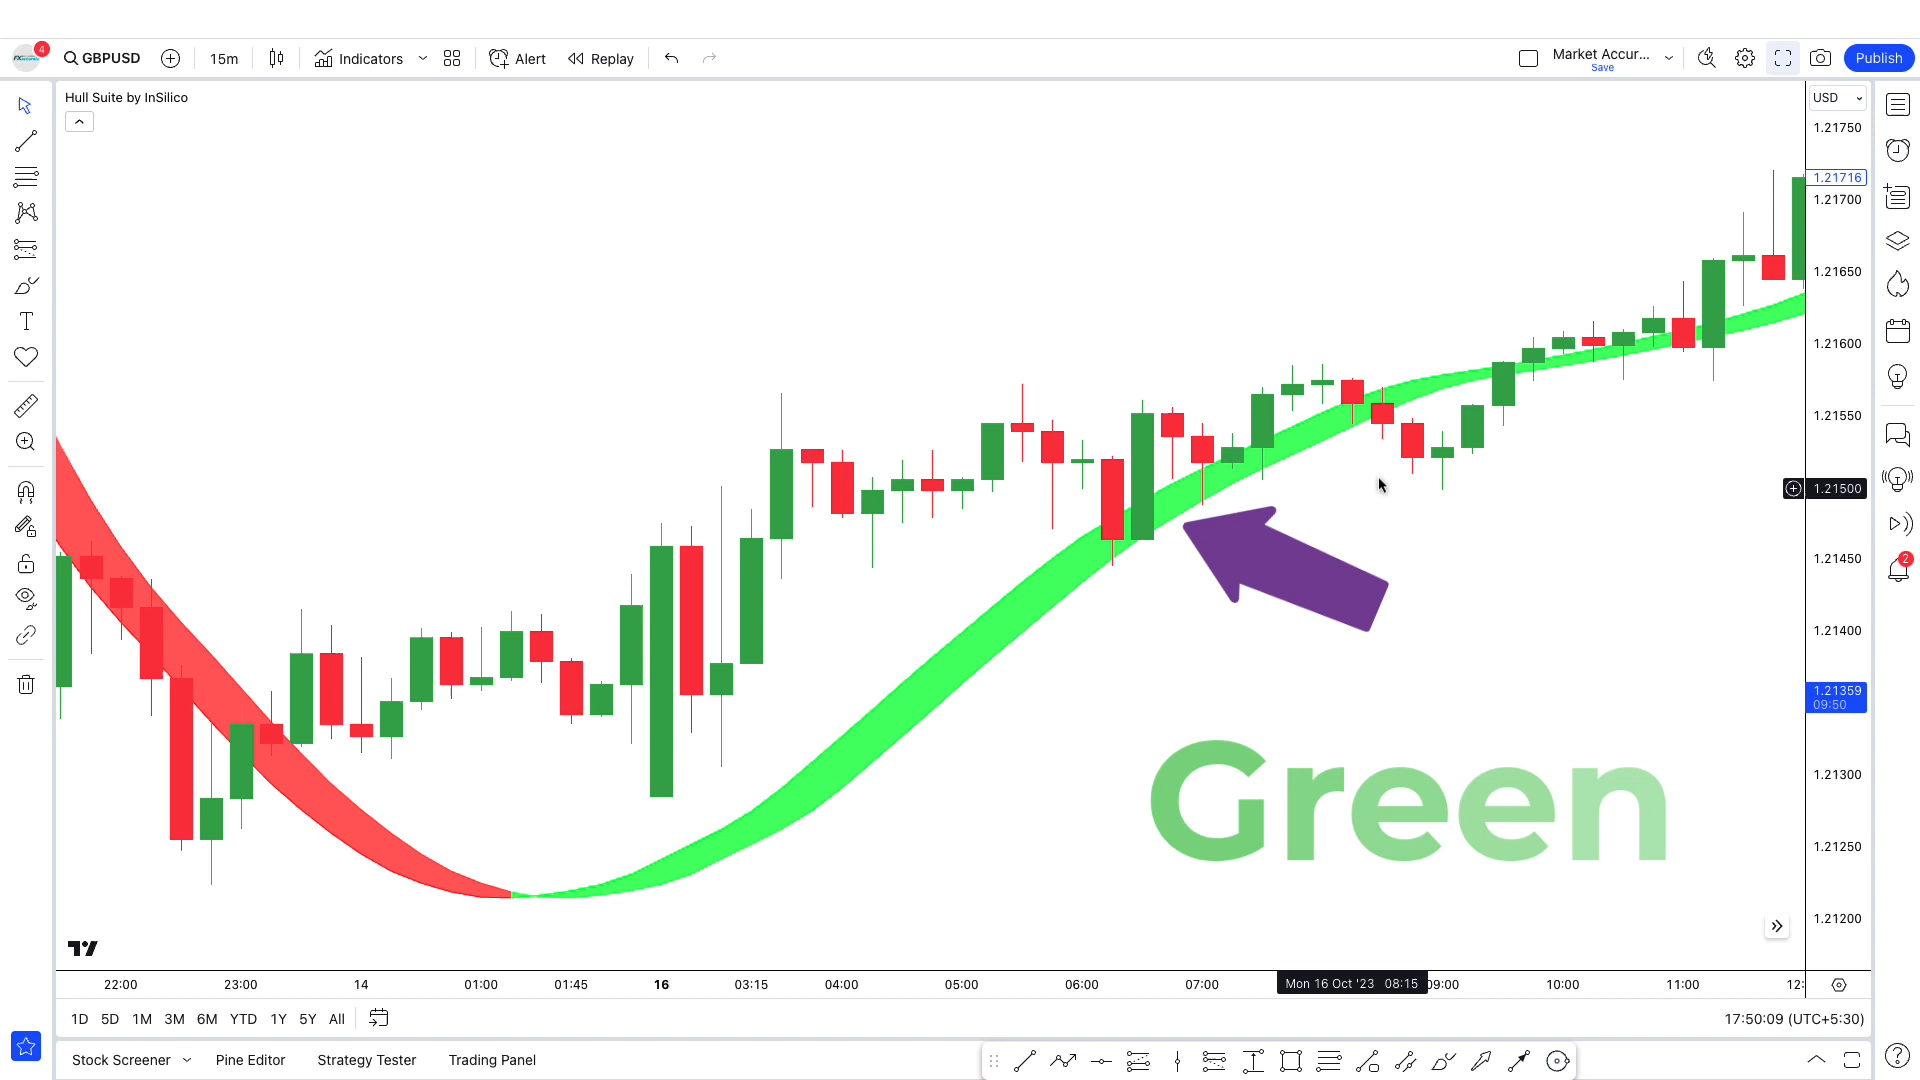 4
GBPUSD
15m
Indicators
Alert
Replay
Market Accur...
Save
Publish
Hull Suite by InSilico
USD
1.21750
1.21716
1.21700
1.21650
1.21600
1.21550
1.21500
1.21450
1.21400
1.21359
09:50
1.21300
1.21250
1.21200
2
Green
22:00 23:00 14 01:00 01:45 16 03:15 04:00 05:00 06:00 07:00 Mon 16 Oct '23 08:15 09:00 10:00 11:00 12:
1D 5D 1M 3M 6M YTD 1Y 5Y All
17:50:09 (UTC+5:30)
Stock Screener Pine Editor Strategy Tester Trading Panel